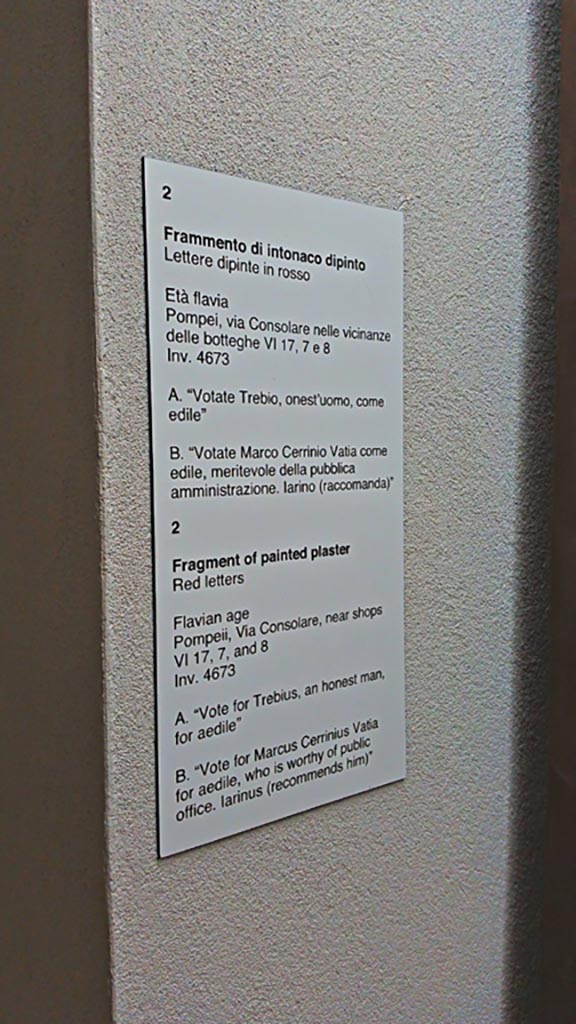 2
Frammento di intonaco dipinto
Lettere dipinte in rosso
Età flavia
Pompei, via Consolare nelle vicinanze
delle botteghe VI 17, 7 e 8
Inv. 4673
A. “Votate Trebio, onest'uomo, come
edile”
B. “Votate Marco Cerrinio Vatia come
edile, meritevole della pubblica
amministrazione. Iarino (raccomanda)”
2
Fragment of painted plaster
Red letters
Flavian age
Pompeii, Via Consolare, near shops
VI 17, 7, and 8
Inv. 4673
A. “Vote for Trebius, an honest man,
for aedile”
B. “Vote for Marcus Cerrinius Vatia
for aedile, who is worthy of public
office. Iarinus (recommends him)”